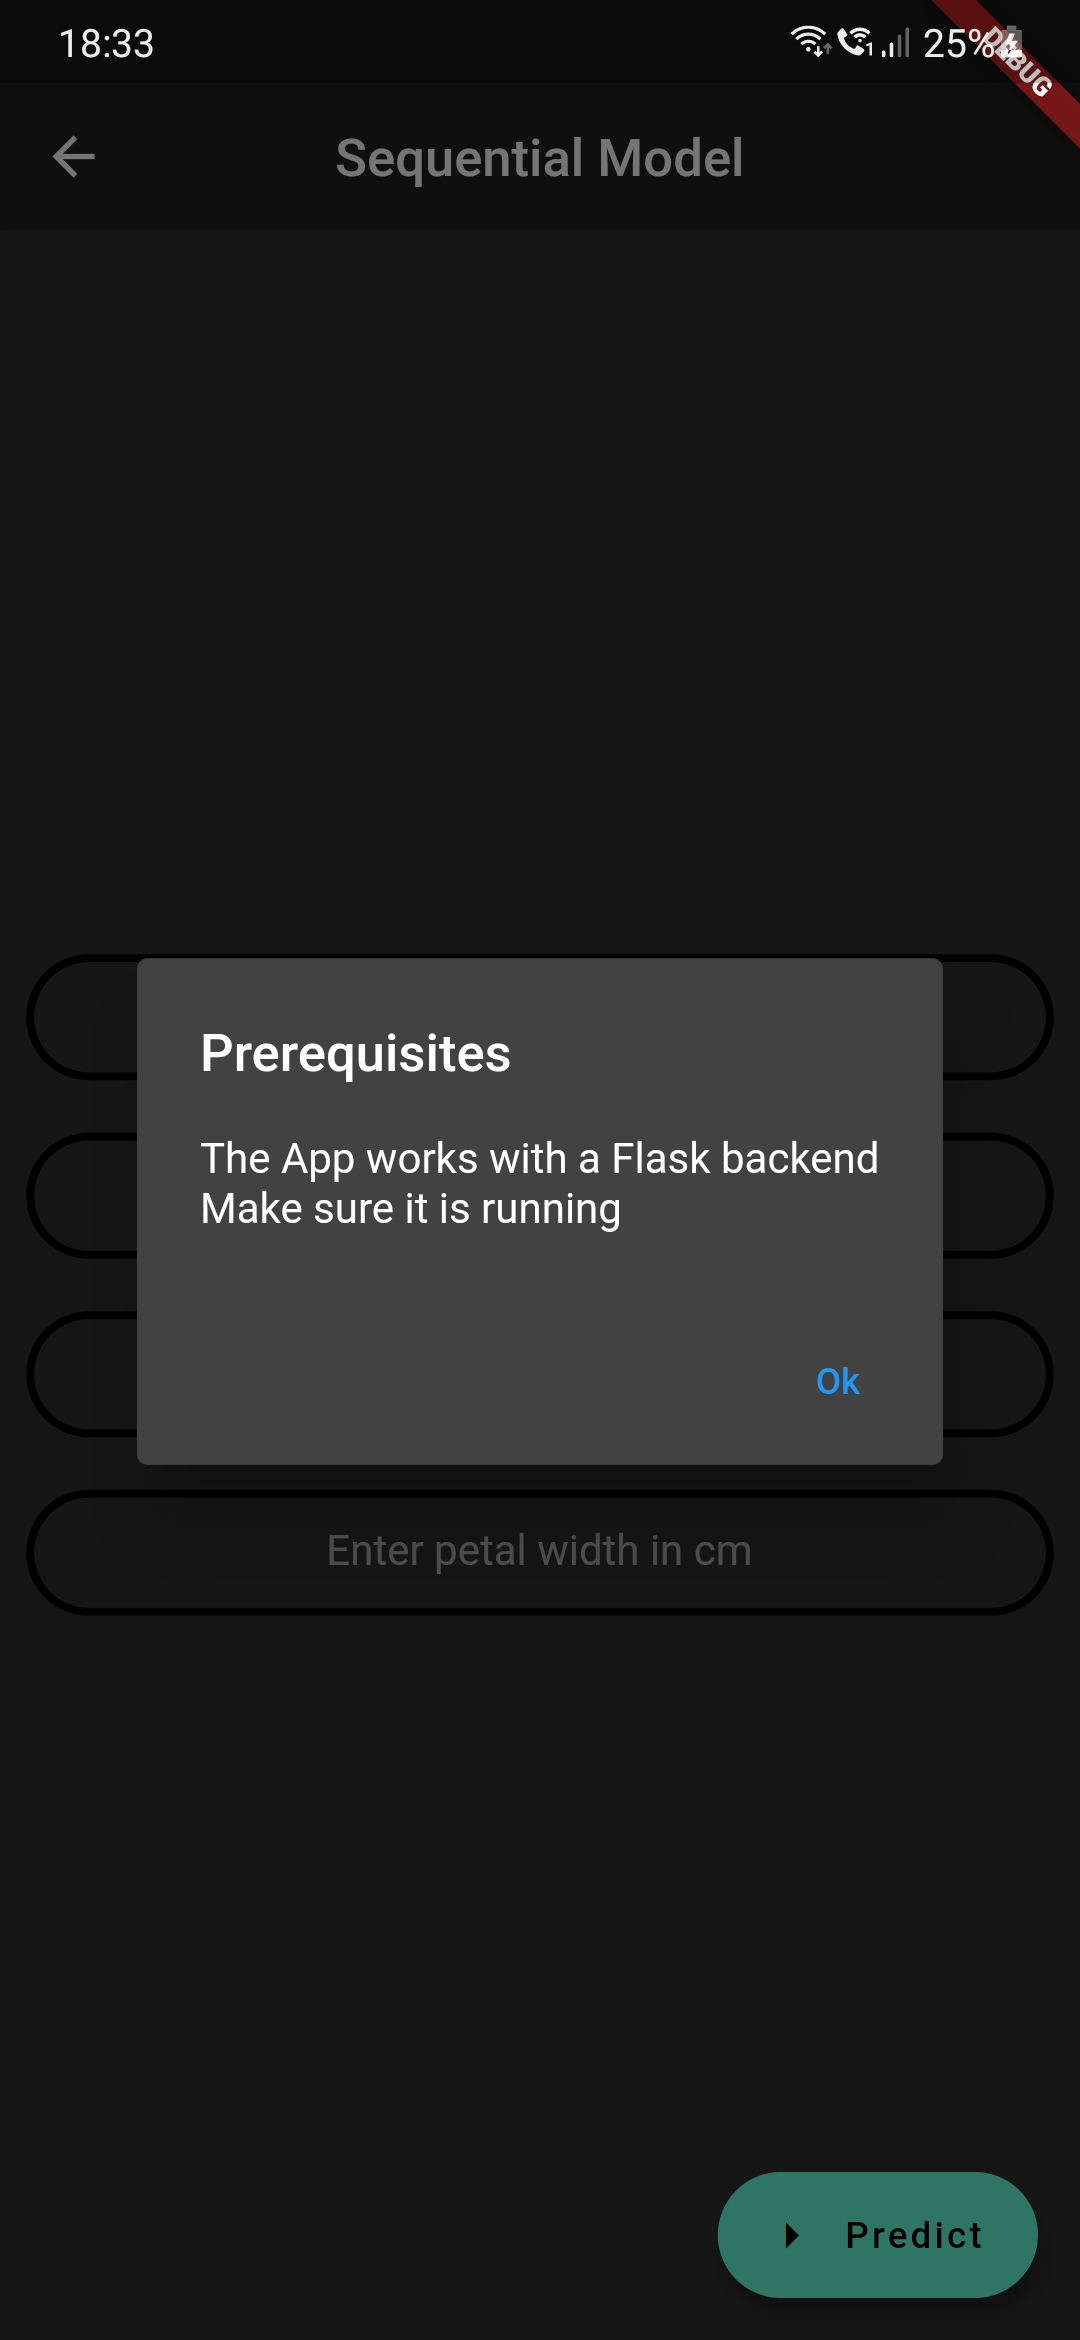 18:33
1
25%
DEBUG
Sequential Model
Prerequisites
The App works with a Flask backend
Make sure it is running
Ok
Enter petal width in cm
Predict